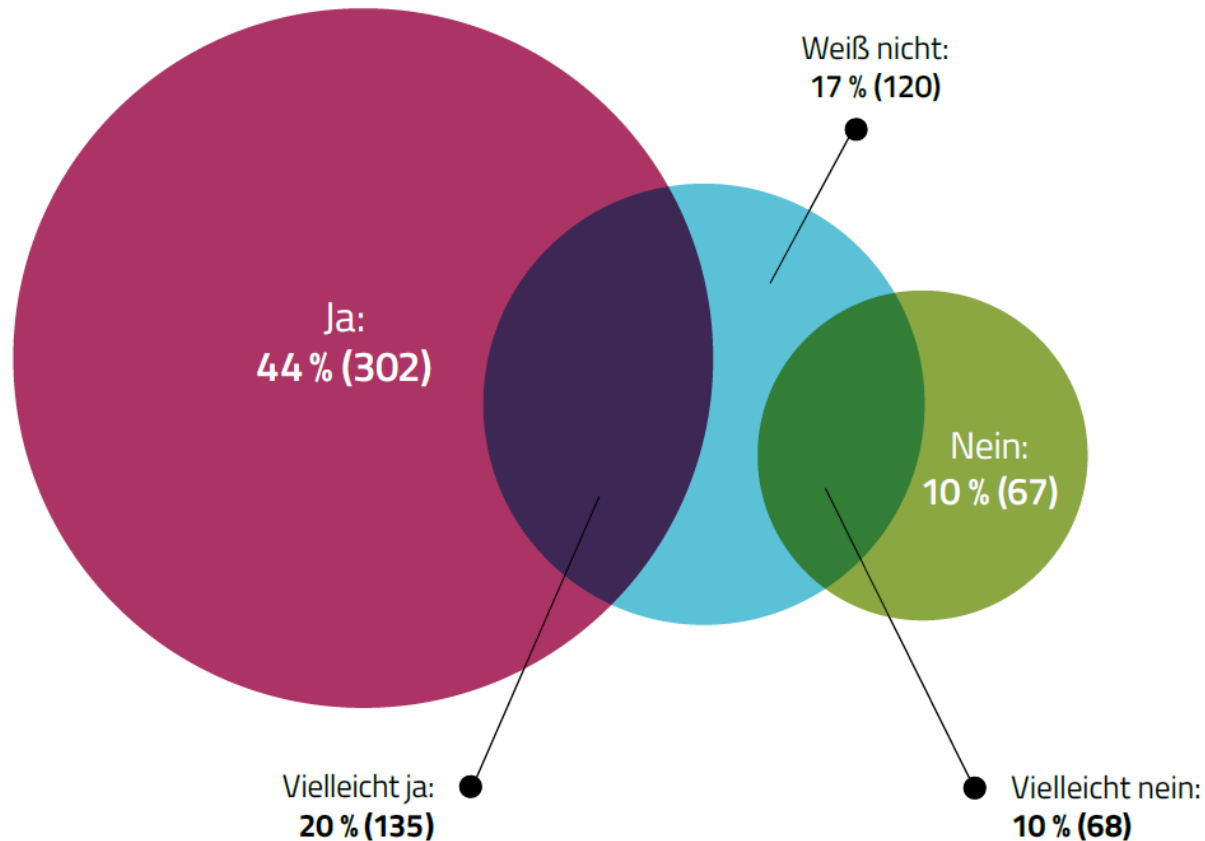 Weiß nicht:
17 % (120)
Ja:
44 % (302)
Nein:
10 % (67)
Vielleicht ja:
20 % (135)
Vielleicht nein:
10 % (68)